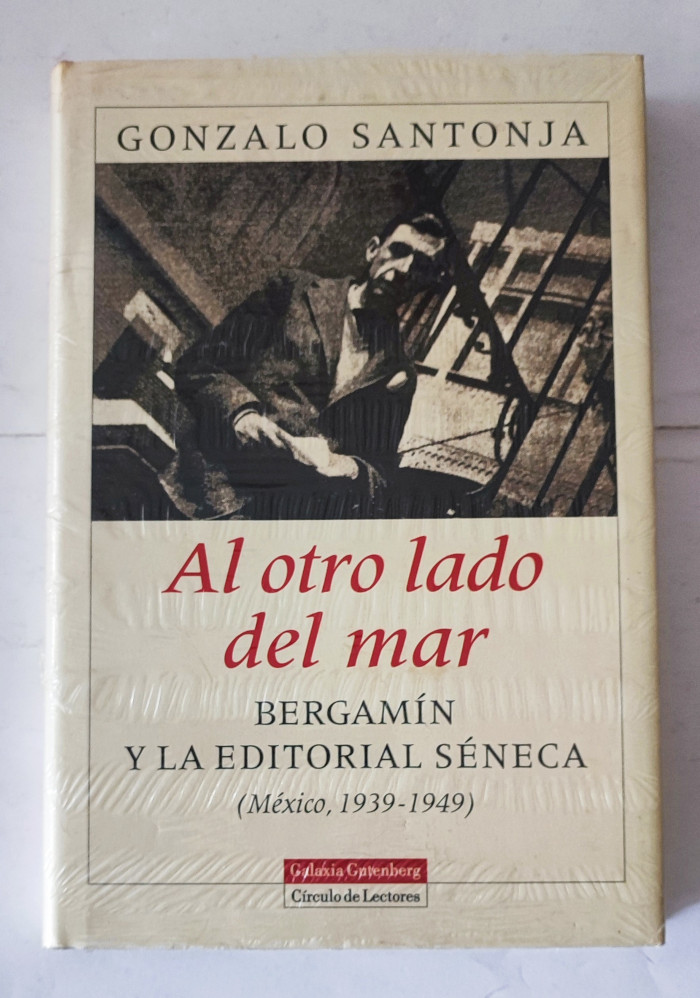 GONZALO SANTONJA
Al otro lado
del mar
BERGAMÍN
Y LA EDITORIAL SÉNECA
(México, 1939-1949)
Galaxia Gutenberg
Círculo de Lectores